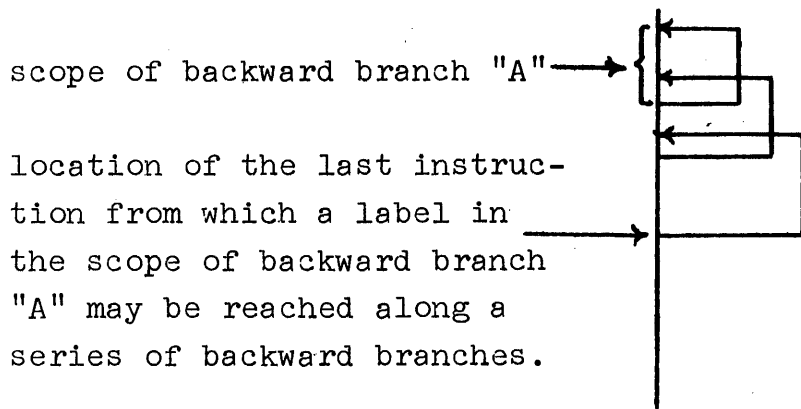 scope of backward branch "A"
location of the last instruc-
tion from which a label in
the scope of backward branch
"A" may be reached along a
series of backward branches.